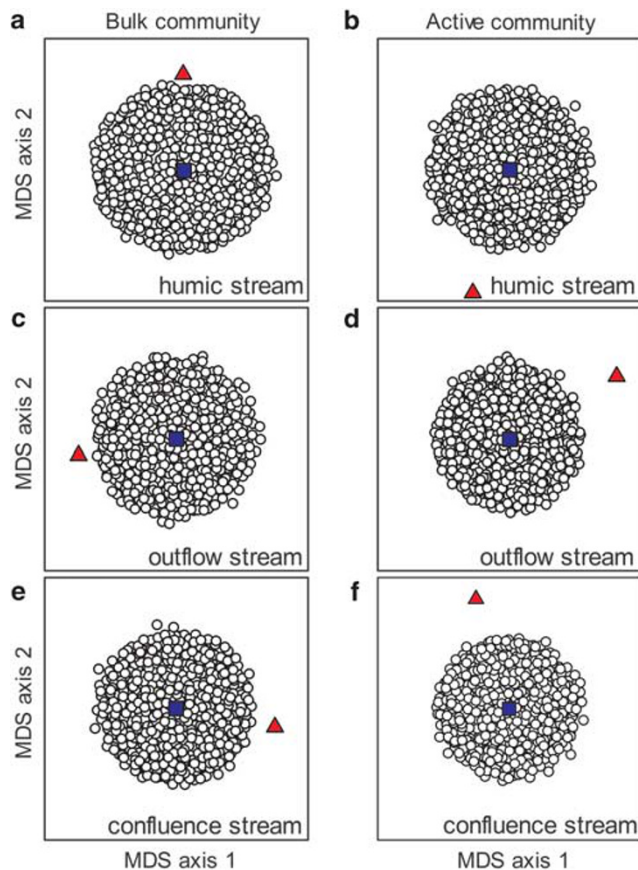 a
Bulk community
b
Active community
MDS axis 2
humic stream
humic stream
c
d
MDS axis 2
outflow stream
outflow stream
e
f
MDS axis 2
confluence stream
confluence stream
MDS axis 1
MDS axis 1